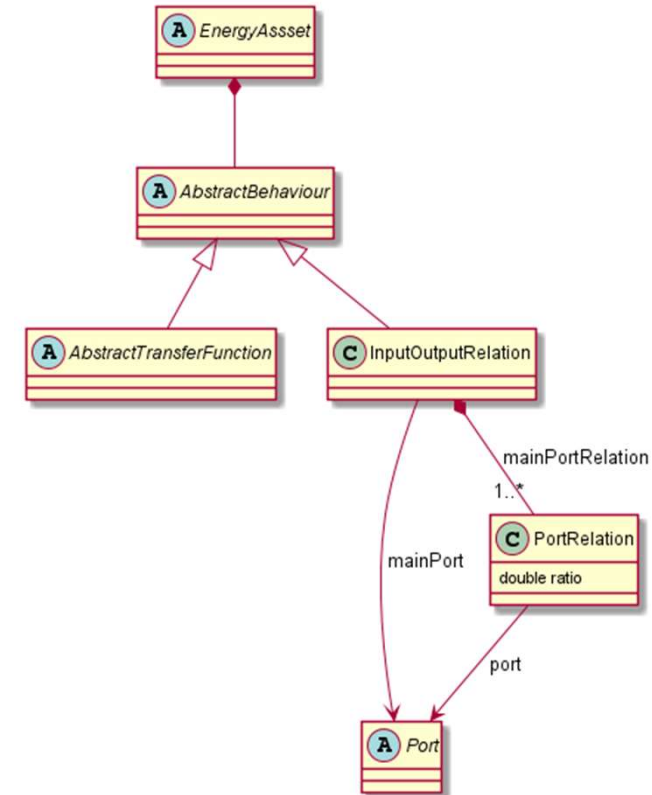 A EnergyAssset
A AbstractBehaviour
A AbstractTransferFunction
C InputOutputRelation
mainPortRelation
1..*
C PortRelation
double ratio
mainPort
port
A Port